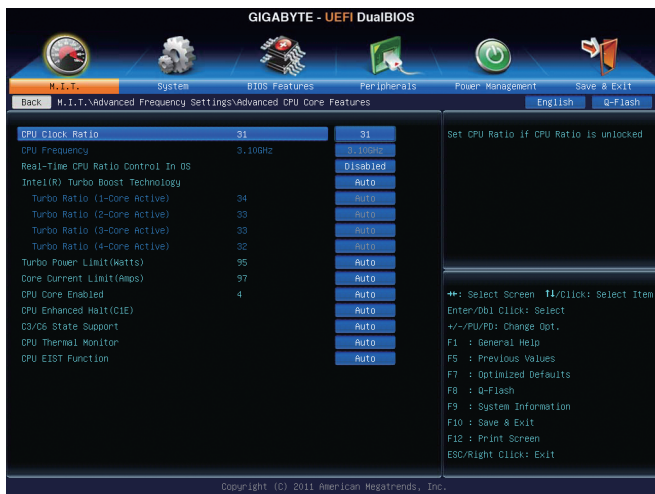 GIGABYTE - UEFI DualBIOS
M.I.T. System BIOS Features Peripherals Power Management Save & Exit
Back M.I.T.\Advanced Frequency Settings\Advanced CPU Core Features English Q-Flash
CPU Clock Ratio 31 31
CPU Frequency 3.10GHz 3.10GHz
Real-Time CPU Ratio Control In OS Disabled
Intel(R) Turbo Boost Technology Auto
Turbo Ratio (1-Core Active) 34 Auto
Turbo Ratio (2-Core Active) 33 Auto
Turbo Ratio (3-Core Active) 33 Auto
Turbo Ratio (4-Core Active) 32 Auto
Turbo Power Limit(Watts) 95 Auto
Core Current Limit(Amps) 97 Auto
CPU Core Enabled 4 Auto
CPU Enhanced Halt(C1E) Auto
C3/C6 State Support Auto
CPU Thermal Monitor Auto
CPU EIST Function Auto
Set CPU Ratio if CPU Ratio is unlocked
→←: Select Screen ↑↓/Click: Select Item
Enter/Dbl Click: Select
+/-/PU/PD: Change Opt.
F1 : General Help
F5 : Previous Values
F7 : Optimized Defaults
F8 : Q-Flash
F9 : System Information
F10 : Save & Exit
F12 : Print Screen
ESC/Right Click: Exit
Copyright (C) 2011 American Megatrends, Inc.